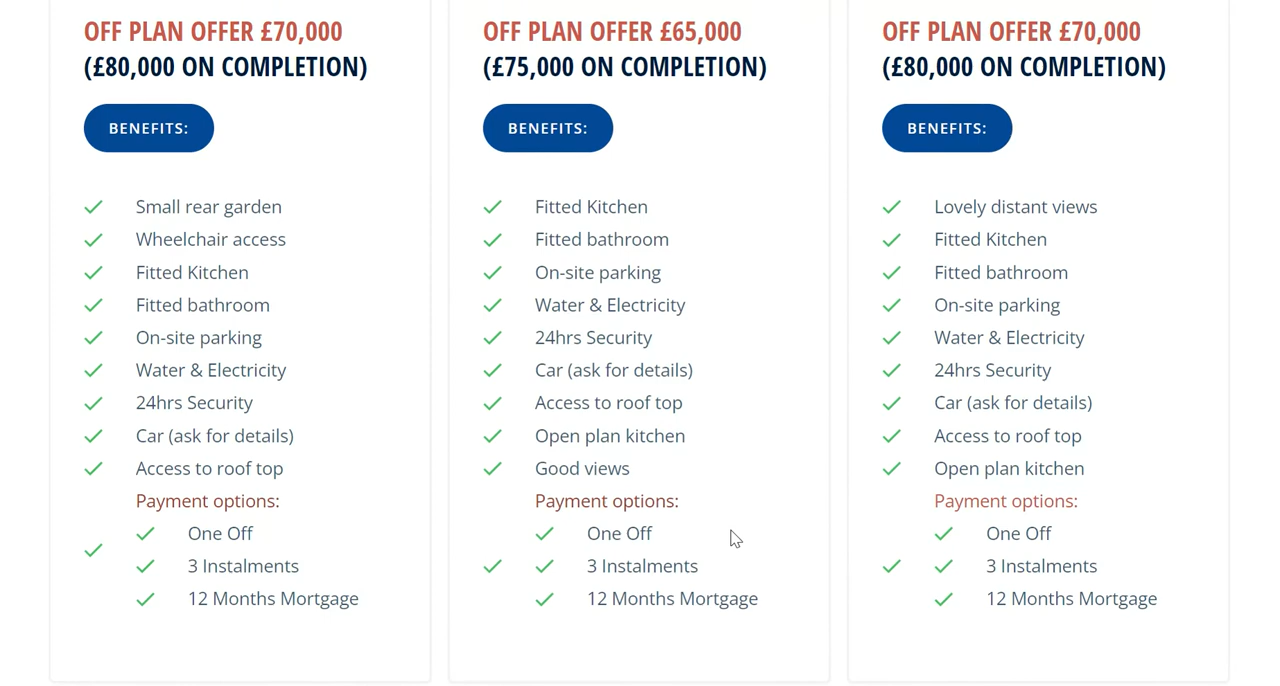 OFF PLAN OFFER £70,000
(£80,000 ON COMPLETION)
BENEFITS:
Small rear garden
Wheelchair access
Fitted Kitchen
Fitted bathroom
On-site parking
Water & Electricity
24hrs Security
Car (ask for details)
Access to roof top
Payment options:
One Off
3 Instalments
12 Months Mortgage
OFF PLAN OFFER £65,000
(£75,000 ON COMPLETION)
BENEFITS:
Fitted Kitchen
Fitted bathroom
On-site parking
Water & Electricity
24hrs Security
Car (ask for details)
Access to roof top
Open plan kitchen
Good views
Payment options:
One Off
3 Instalments
12 Months Mortgage
OFF PLAN OFFER £70,000
(£80,000 ON COMPLETION)
BENEFITS:
Lovely distant views
Fitted Kitchen
Fitted bathroom
On-site parking
Water & Electricity
24hrs Security
Car (ask for details)
Access to roof top
Open plan kitchen
Payment options:
One Off
3 Instalments
12 Months Mortgage